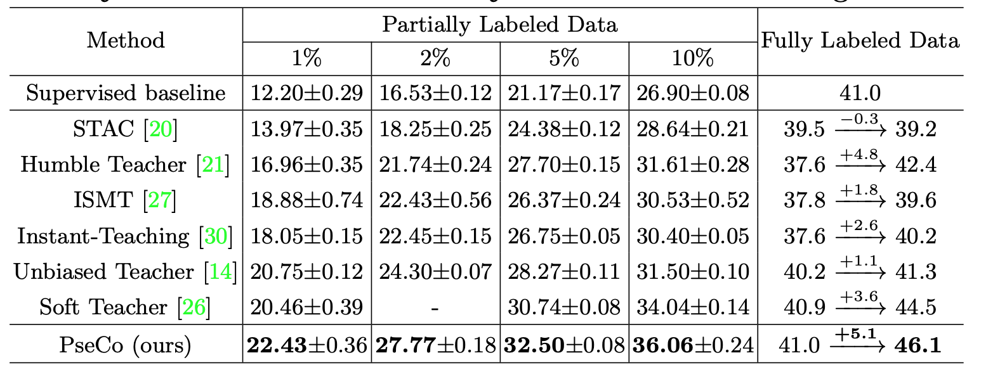 Method Partially Labeled Data Fully Labeled Data
1% 2% 5% 10%
Supervised baseline 12.20±0.29 16.53±0.12 21.17±0.17 26.90±0.08 41.0
STAC [20] 13.97±0.35 18.25±0.25 24.38±0.12 28.64±0.21 39.5 —−0.3→ 39.2
Humble Teacher [21] 16.96±0.35 21.74±0.24 27.70±0.15 31.61±0.28 37.6 —+4.8→ 42.4
ISMT [27] 18.88±0.74 22.43±0.56 26.37±0.24 30.53±0.52 37.8 —+1.8→ 39.6
Instant-Teaching [30] 18.05±0.15 22.45±0.15 26.75±0.05 30.40±0.05 37.6 —+2.6→ 40.2
Unbiased Teacher [14] 20.75±0.12 24.30±0.07 28.27±0.11 31.50±0.10 40.2 —+1.1→ 41.3
Soft Teacher [26] 20.46±0.39 - 30.74±0.08 34.04±0.14 40.9 —+3.6→ 44.5
PseCo (ours) 22.43±0.36 27.77±0.18 32.50±0.08 36.06±0.24 41.0 —+5.1→ 46.1